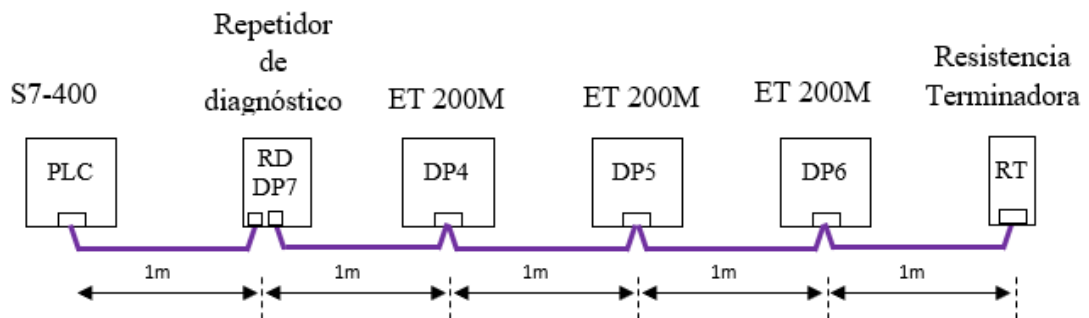 Repetidor
de
diagnóstico
S7-400
ET 200M
ET 200M
ET 200M
Resistencia
Terminadora
PLC
RD
DP7
DP4
DP5
DP6
RT
1m
1m
1m
1m
1m